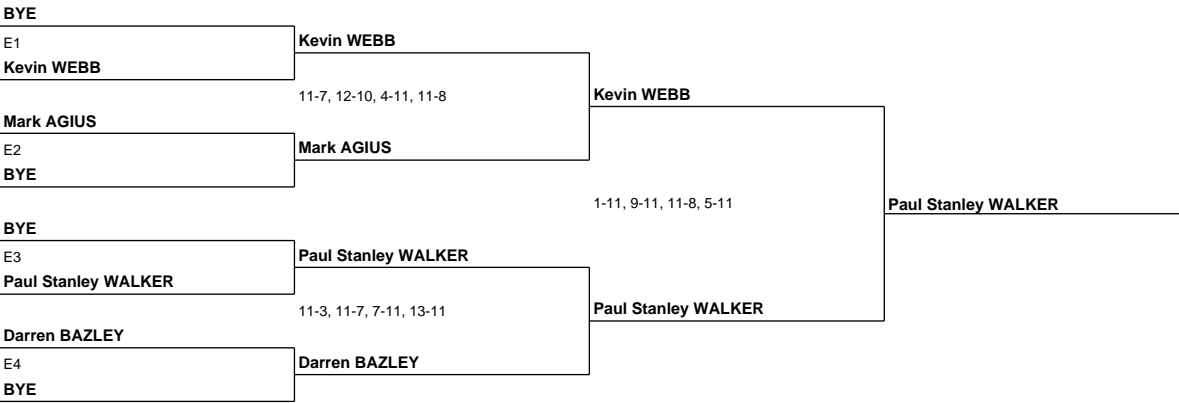 BYE
E1
Kevin WEBB
Kevin WEBB
11-7, 12-10, 4-11, 11-8
Kevin WEBB
Mark AGIUS
E2
Mark AGIUS
BYE
1-11, 9-11, 11-8, 5-11
Paul Stanley WALKER
BYE
E3
Paul Stanley WALKER
Paul Stanley WALKER
11-3, 11-7, 7-11, 13-11
Paul Stanley WALKER
Darren BAZLEY
E4
Darren BAZLEY
BYE